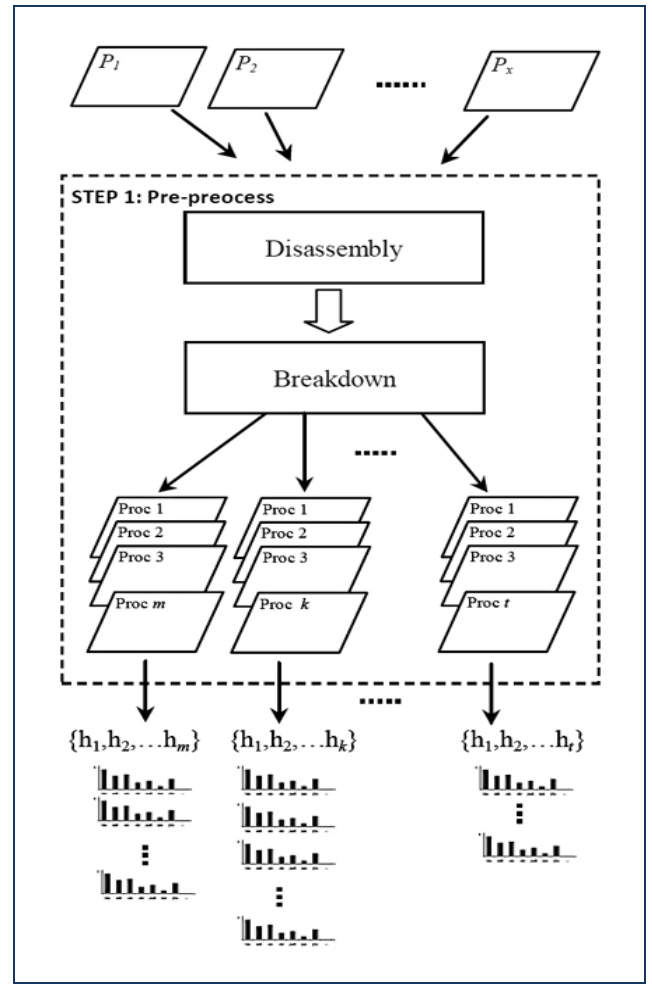 P1
P2
Px
STEP 1: Pre-preocess
Disassembly
Breakdown
Proc 1
Proc 2
Proc 3
Proc m
Proc 1
Proc 2
Proc 3
Proc k
Proc 1
Proc 2
Proc 3
Proc t
{h1,h2,…hm}
{h1,h2,…hk}
{h1,h2,…ht}